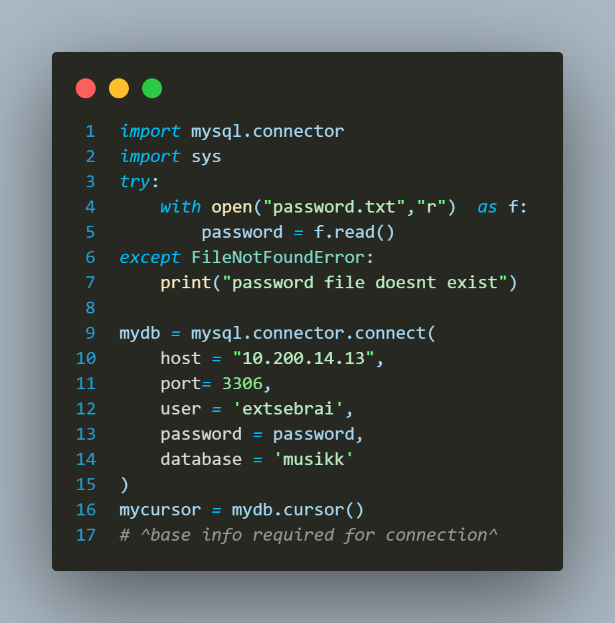 1 import mysql.connector
2 import sys
3 try:
4     with open("password.txt","r")  as f:
5         password = f.read()
6 except FileNotFoundError:
7     print("password file doesnt exist")
8
9 mydb = mysql.connector.connect(
10     host = "10.200.14.13",
11     port= 3306,
12     user = 'extsebrai',
13     password = password,
14     database = 'musikk'
15 )
16 mycursor = mydb.cursor()
17 # ^base info required for connection^